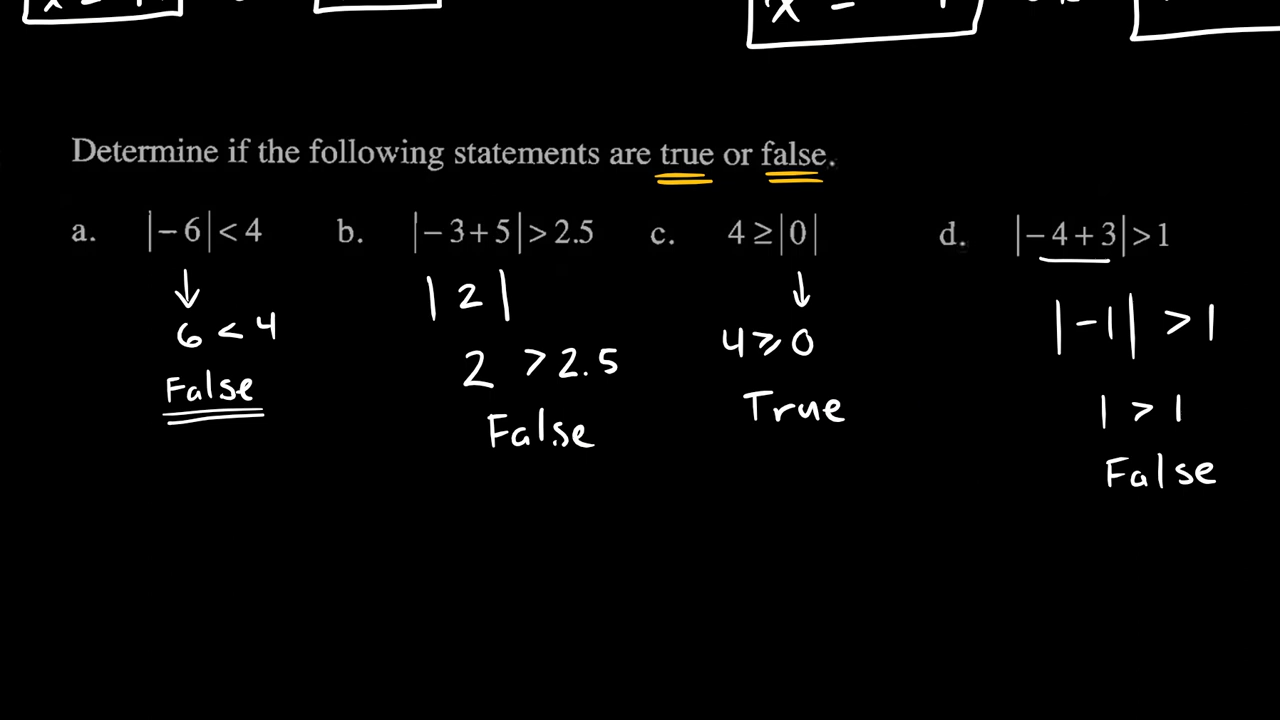 Determine if the following statements are true or false.
a. |-6| < 4 b. |-3+5| > 2.5 c. 4 ≥ |0| d. |-4+3| > 1
↓ |2| ↓ |-1| > 1
6 < 4 2 > 2.5 4 ≥ 0 1 > 1
False False True False